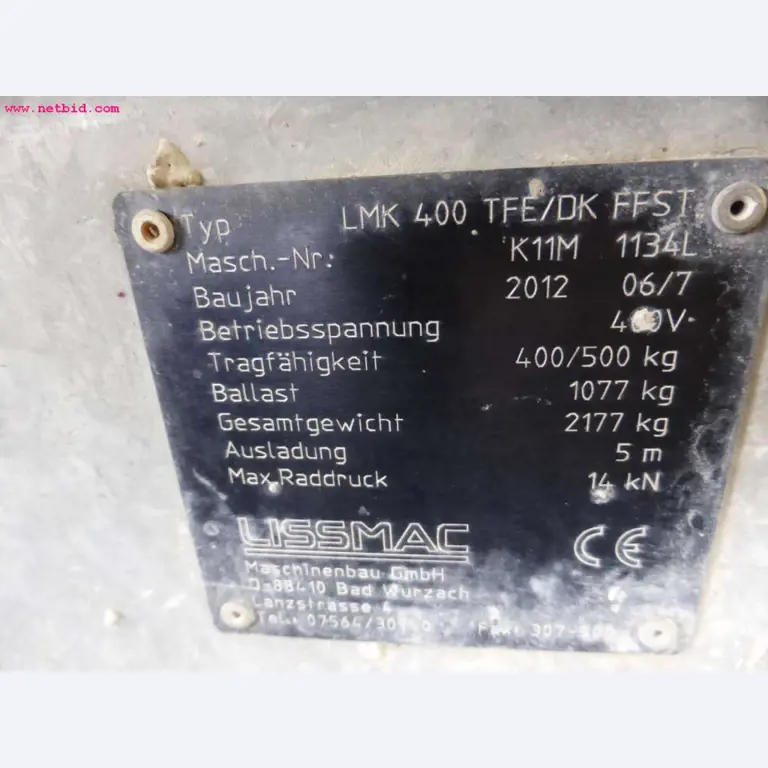 www.netbid.com
Typ LMK 400 TFE/DK FFST
Masch.-Nr: K11M 1134L
Baujahr 2012 06/7
Betriebsspannung
Tragfähigkeit 400/500 kg
Ballast 1077 kg
Gesamtgewicht 2177 kg
Ausladung 5 m
Max.Raddruck 14 kN
LISSMAC CE
Maschinenbau GmbH
D-88410 Bad Wurzach
Lanzstrasse 4
Tel.: